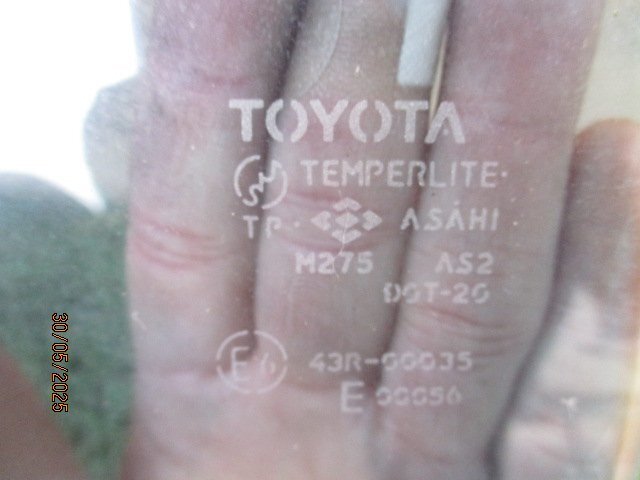 TOYOTA
TEMPERLITE
TP ASAHI
M275 AS2
DOT-20
E6 43R-00035
E 00056
30/05/2025